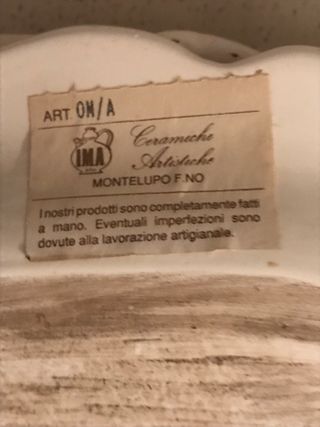 ART. OM/A
IMA
Ceramiche
Artistiche
MONTELUPO F.NO
I nostri prodotti sono completamente fatti
a mano. Eventuali imperfezioni sono
dovute alla lavorazione artigianale.